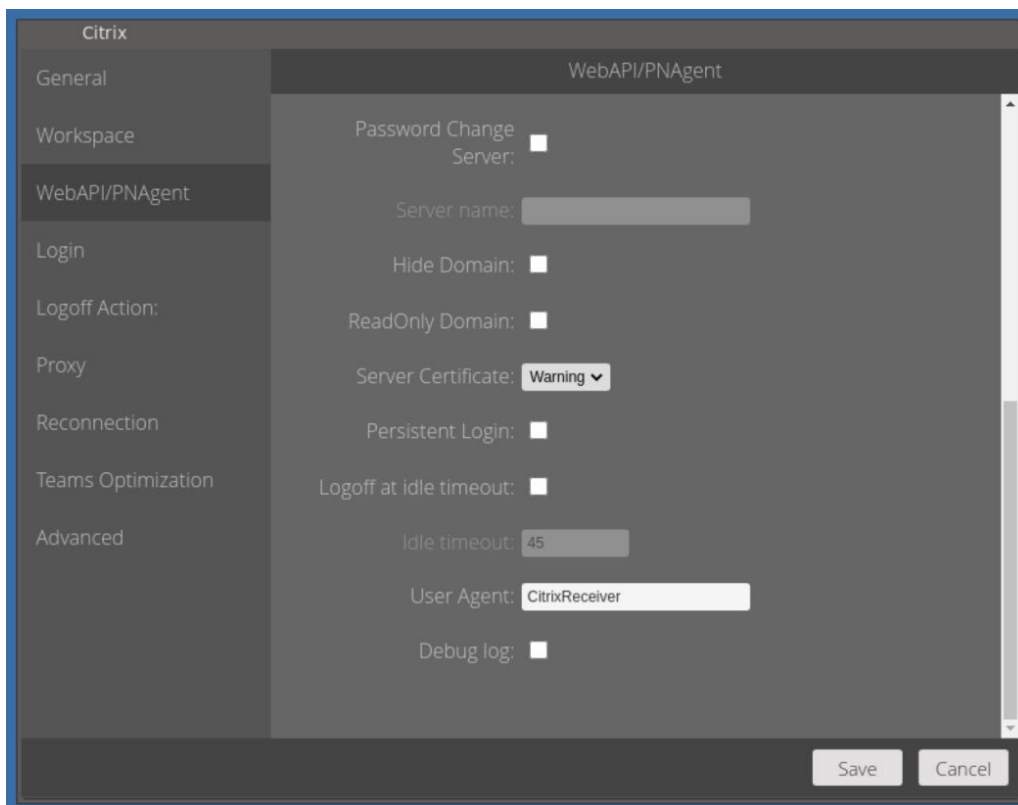 Citrix
General
Workspace
WebAPI/PNAgent
Login
Logoff Action:
Proxy
Reconnection
Teams Optimization
Advanced
WebAPI/PNAgent
Password Change
Server:
Server name:
Hide Domain:
ReadOnly Domain:
Server Certificate: Warning
Persistent Login:
Logoff at idle timeout:
Idle timeout: 45
User Agent: CitrixReceiver
Debug log:
Save Cancel